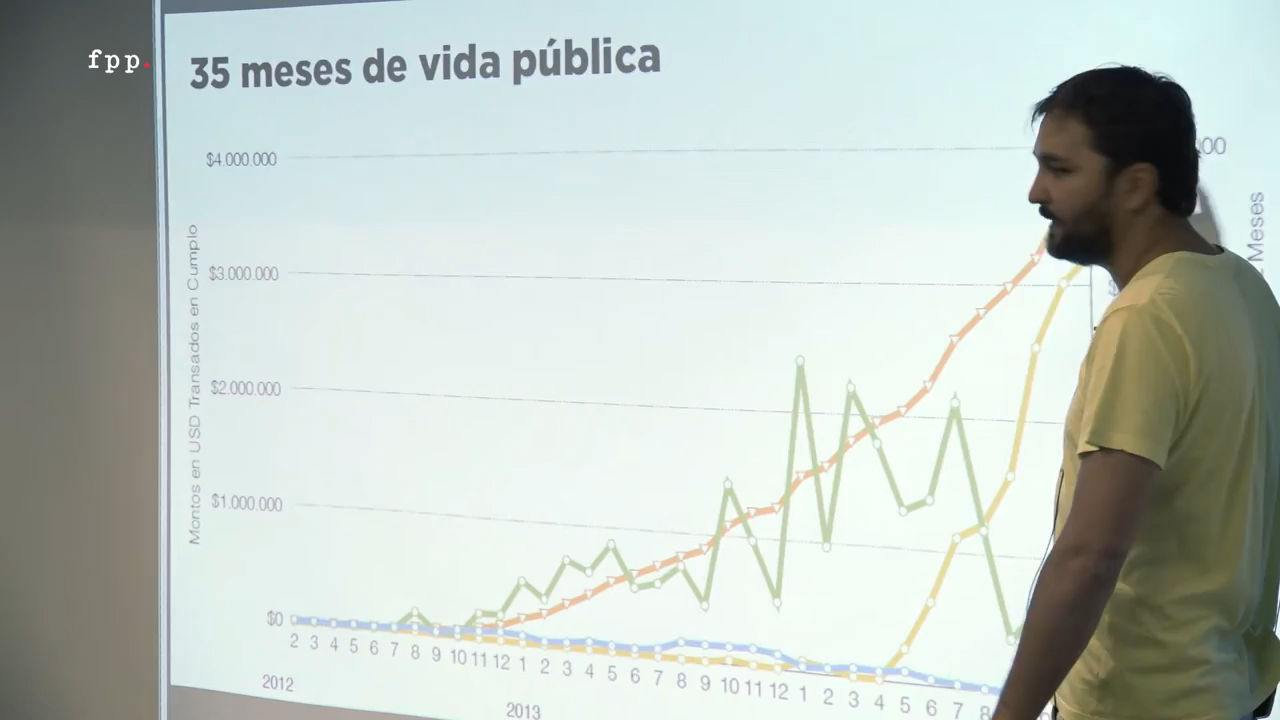 fpp.
35 meses de vida pública
$4.000.000
$3.000.000
$2.000.000
$1.000.000
$0
Montos en USD Transados en Cumplo
2 3 4 5 6 7 8 9 10 11 12 1 2 3 4 5 6 7 8 9 10 11 12 1 2 3 4 5 6 7 8
2012
2013
00
Meses